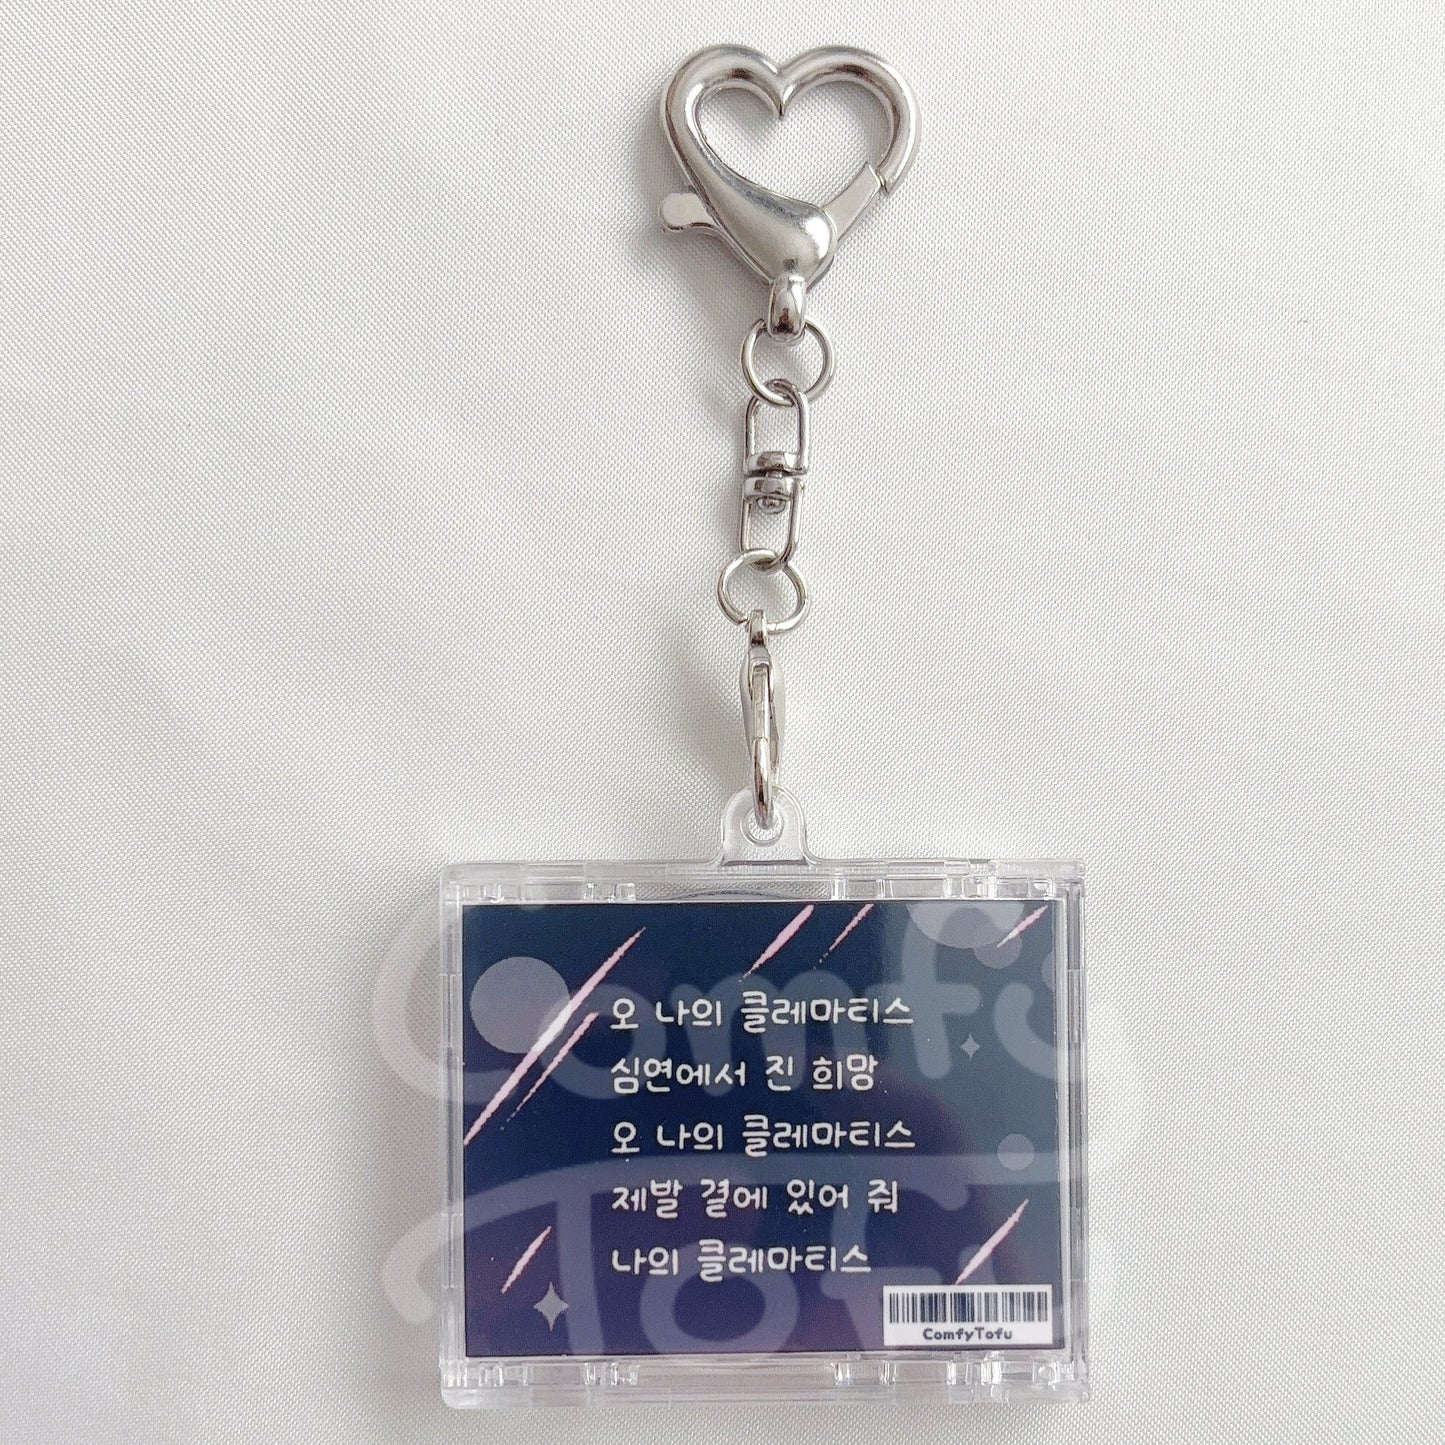 오 나의 클레마티스
심연에서 진 희망
오 나의 클레마티스
제발 곁에 있어 줘
나의 클레마티스
ComfyTofu
Comfy
Tofu